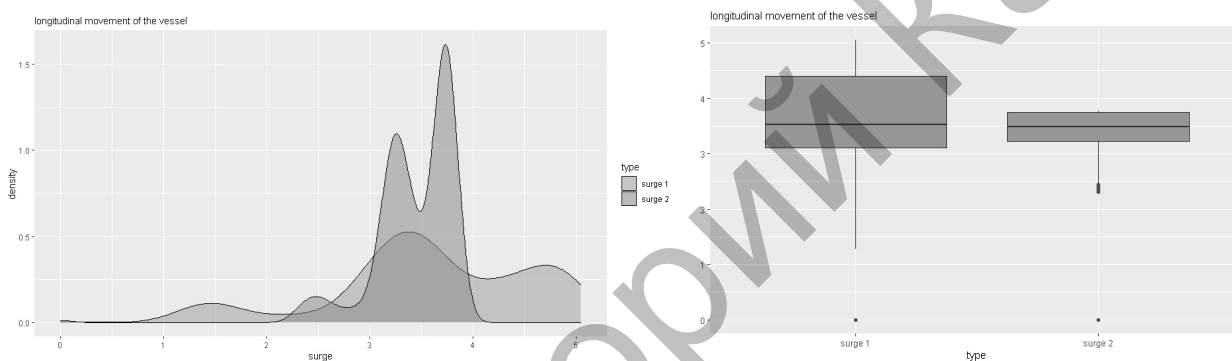 longitudinal movement of the vessel
1.5
1.0
0.5
0.0
density
0
1
2
3
4
5
surge
type
surge 1
surge 2
longitudinal movement of the vessel
5
4
3
2
1
0
surge 1
surge 2
type